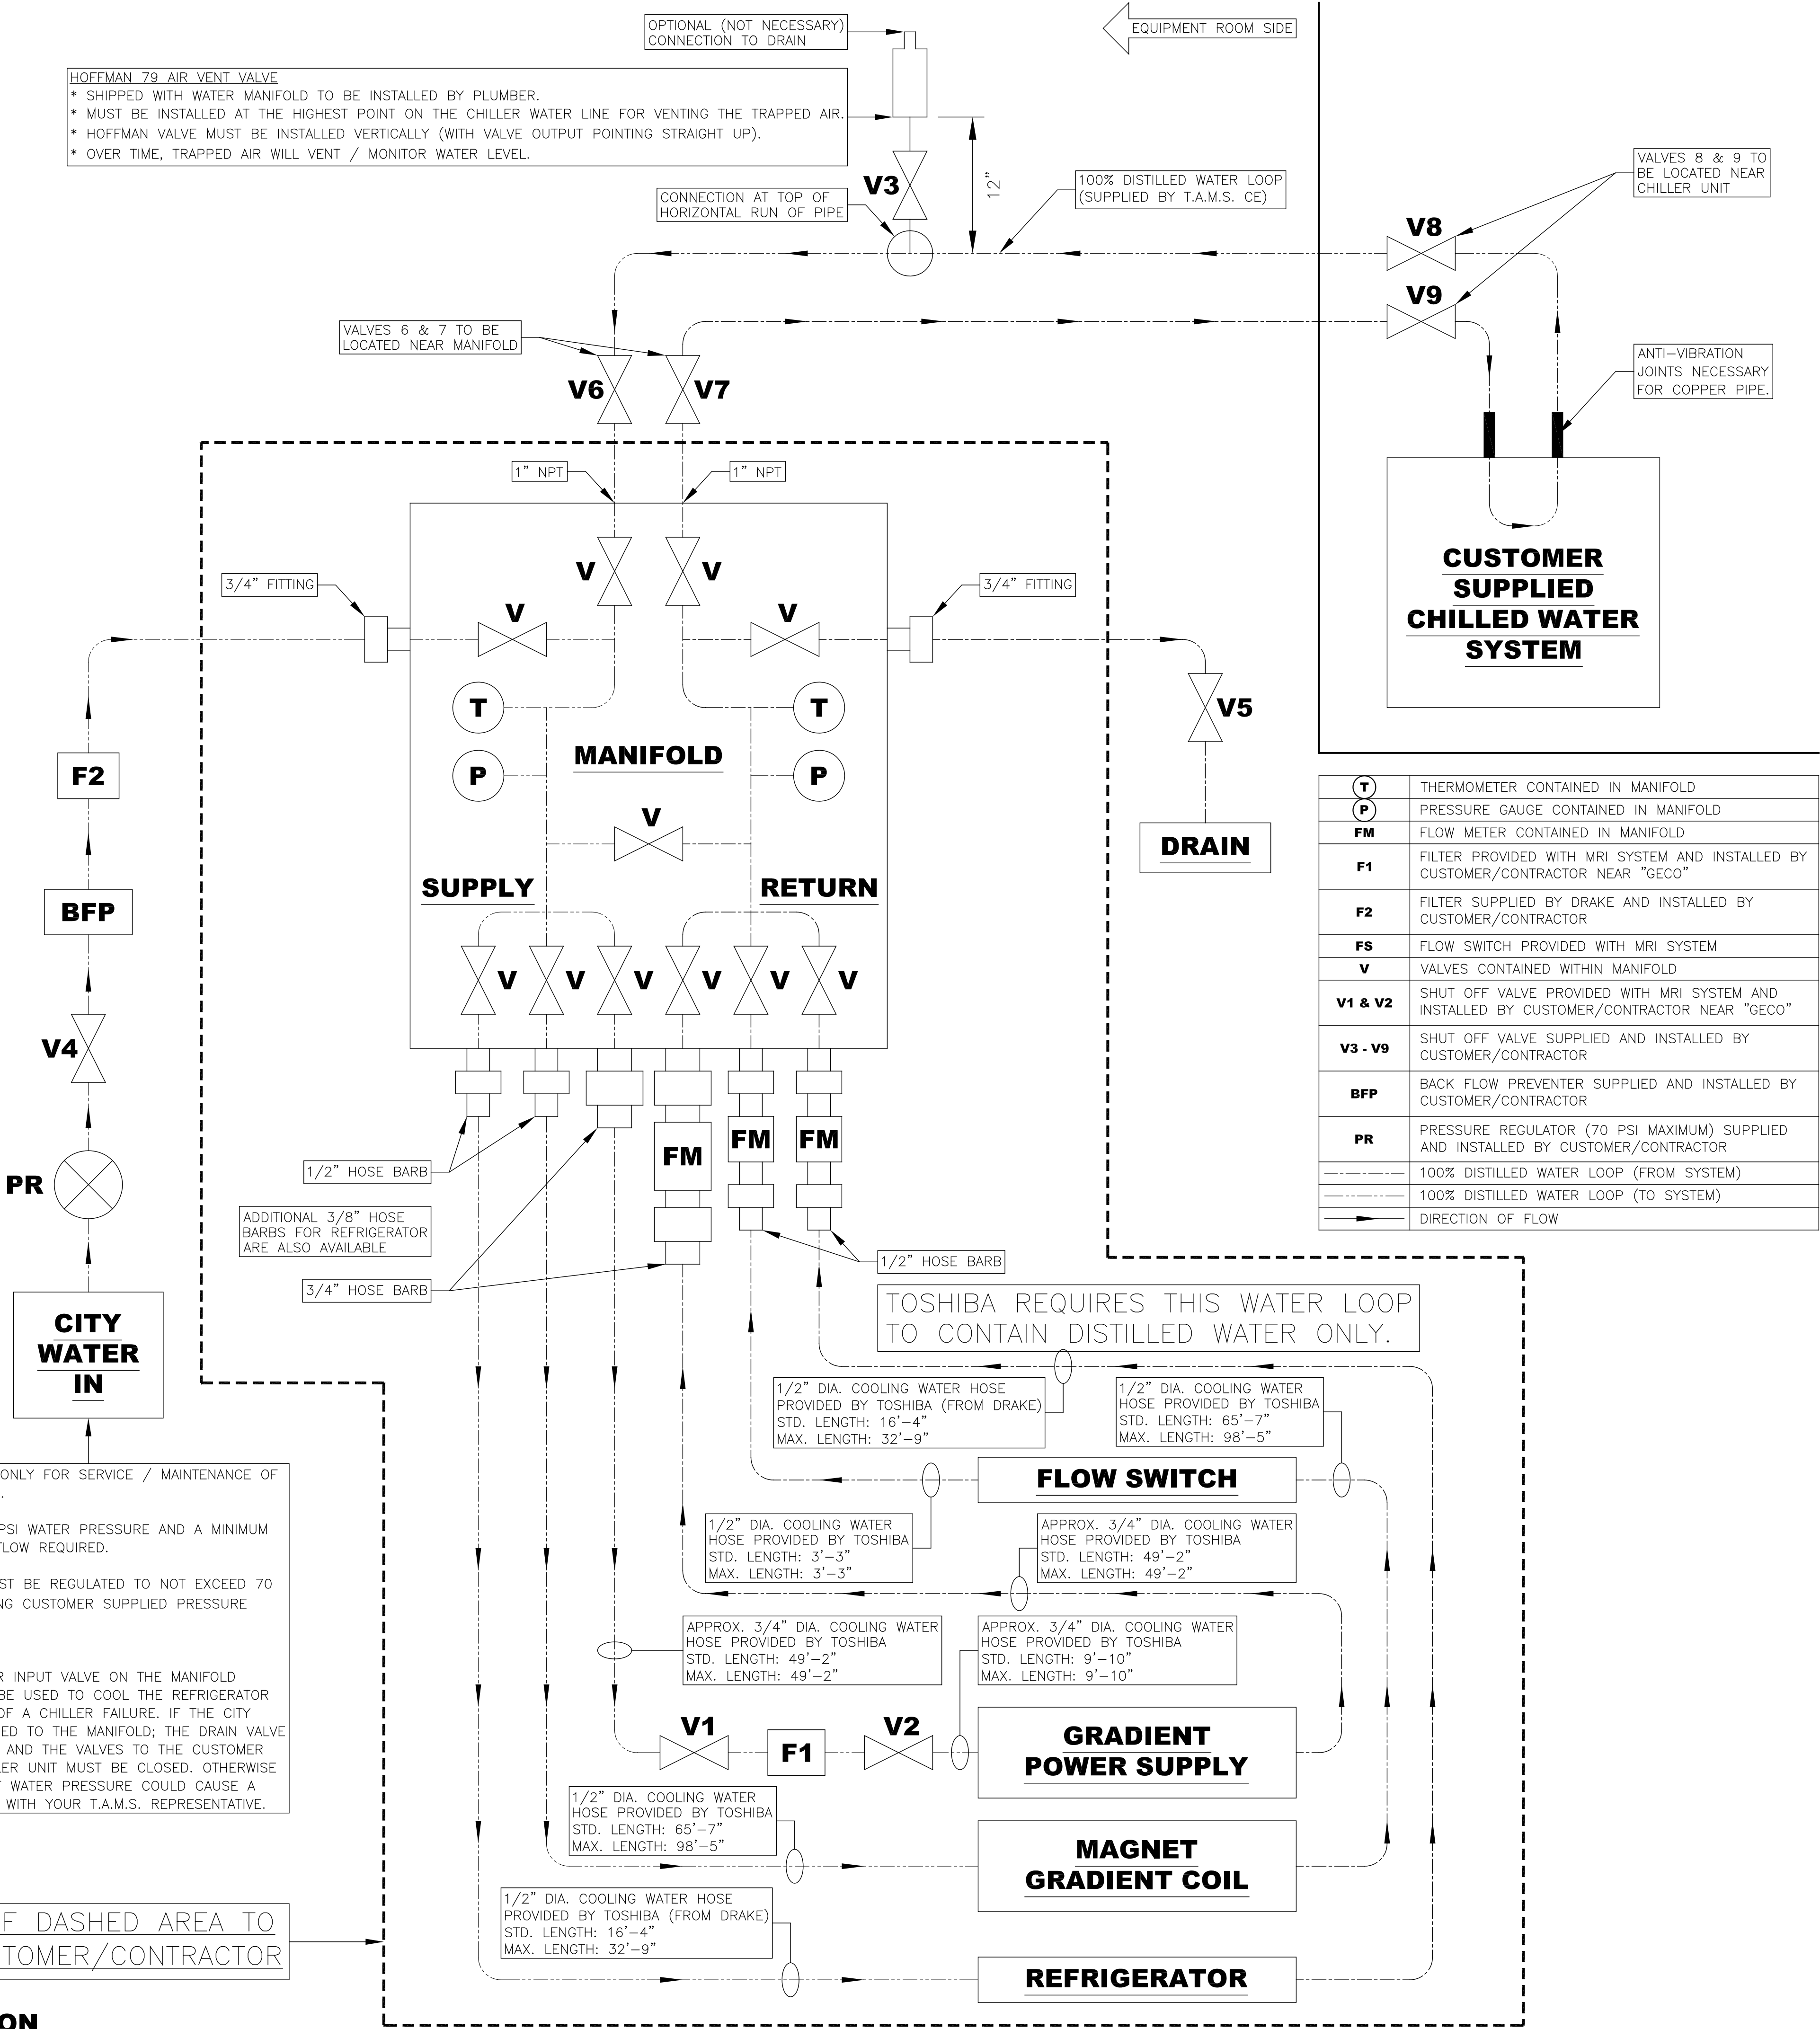 OPTIONAL (NOT NECESSARY)
CONNECTION TO DRAIN
EQUIPMENT ROOM SIDE
HOFFMAN 79 AIR VENT VALVE
* SHIPPED WITH WATER MANIFOLD TO BE INSTALLED BY PLUMBER.
* MUST BE INSTALLED AT THE HIGHEST POINT ON THE CHILLER WATER LINE FOR VENTING THE TRAPPED AIR.
* HOFFMAN VALVE MUST BE INSTALLED VERTICALLY (WITH VALVE OUTPUT POINTING STRAIGHT UP).
* OVER TIME, TRAPPED AIR WILL VENT / MONITOR WATER LEVEL.
V3
12"
CONNECTION AT TOP OF
HORIZONTAL RUN OF PIPE
100% DISTILLED WATER LOOP
(SUPPLIED BY T.A.M.S. CE)
VALVES 8 & 9 TO
BE LOCATED NEAR
CHILLER UNIT
V8
V9
VALVES 6 & 7 TO BE
LOCATED NEAR MANIFOLD
V6
V7
ANTI-VIBRATION
JOINTS NECESSARY
FOR COPPER PIPE.
1" NPT
1" NPT
CUSTOMER
SUPPLIED
CHILLED WATER
SYSTEM
3/4" FITTING
V
V
3/4" FITTING
V
V
T
T
V5
MANIFOLD
P
P
F2
V
DRAIN
SUPPLY
RETURN
BFP
V
V
V
V
V
V
V4
T THERMOMETER CONTAINED IN MANIFOLD
P PRESSURE GAUGE CONTAINED IN MANIFOLD
FM FLOW METER CONTAINED IN MANIFOLD
F1 FILTER PROVIDED WITH MRI SYSTEM AND INSTALLED BY
CUSTOMER/CONTRACTOR NEAR "GECO"
F2 FILTER SUPPLIED BY DRAKE AND INSTALLED BY
CUSTOMER/CONTRACTOR
FS FLOW SWITCH PROVIDED WITH MRI SYSTEM
V VALVES CONTAINED WITHIN MANIFOLD
V1 & V2 SHUT OFF VALVE PROVIDED WITH MRI SYSTEM AND
INSTALLED BY CUSTOMER/CONTRACTOR NEAR "GECO"
V3 - V9 SHUT OFF VALVE SUPPLIED AND INSTALLED BY
CUSTOMER/CONTRACTOR
BFP BACK FLOW PREVENTER SUPPLIED AND INSTALLED BY
CUSTOMER/CONTRACTOR
PR PRESSURE REGULATOR (70 PSI MAXIMUM) SUPPLIED
AND INSTALLED BY CUSTOMER/CONTRACTOR
100% DISTILLED WATER LOOP (FROM SYSTEM)
100% DISTILLED WATER LOOP (TO SYSTEM)
DIRECTION OF FLOW
FM
FM
FM
PR
1/2" HOSE BARB
ADDITIONAL 3/8" HOSE
BARBS FOR REFRIGERATOR
ARE ALSO AVAILABLE
3/4" HOSE BARB
1/2" HOSE BARB
CITY
WATER
IN
TOSHIBA REQUIRES THIS WATER LOOP
TO CONTAIN DISTILLED WATER ONLY.
1/2" DIA. COOLING WATER HOSE
PROVIDED BY TOSHIBA (FROM DRAKE)
STD. LENGTH: 16'-4"
MAX. LENGTH: 32'-9"
1/2" DIA. COOLING WATER
HOSE PROVIDED BY TOSHIBA
STD. LENGTH: 65'-7"
MAX. LENGTH: 98'-5"
FLOW SWITCH
1/2" DIA. COOLING WATER
HOSE PROVIDED BY TOSHIBA
STD. LENGTH: 3'-3"
MAX. LENGTH: 3'-3"
APPROX. 3/4" DIA. COOLING WATER
HOSE PROVIDED BY TOSHIBA
STD. LENGTH: 49'-2"
MAX. LENGTH: 49'-2"
ONLY FOR SERVICE / MAINTENANCE OF
.
PSI WATER PRESSURE AND A MINIMUM
FLOW REQUIRED.
ST BE REGULATED TO NOT EXCEED 70
NG CUSTOMER SUPPLIED PRESSURE
R INPUT VALVE ON THE MANIFOLD
BE USED TO COOL THE REFRIGERATOR
OF A CHILLER FAILURE. IF THE CITY
ED TO THE MANIFOLD; THE DRAIN VALVE
AND THE VALVES TO THE CUSTOMER
LER UNIT MUST BE CLOSED. OTHERWISE
T WATER PRESSURE COULD CAUSE A
WITH YOUR T.A.M.S. REPRESENTATIVE.
APPROX. 3/4" DIA. COOLING WATER
HOSE PROVIDED BY TOSHIBA
STD. LENGTH: 49'-2"
MAX. LENGTH: 49'-2"
APPROX. 3/4" DIA. COOLING WATER
HOSE PROVIDED BY TOSHIBA
STD. LENGTH: 9'-10"
MAX. LENGTH: 9'-10"
V1
F1
V2
GRADIENT
POWER SUPPLY
1/2" DIA. COOLING WATER
HOSE PROVIDED BY TOSHIBA
STD. LENGTH: 65'-7"
MAX. LENGTH: 98'-5"
MAGNET
GRADIENT COIL
1/2" DIA. COOLING WATER HOSE
PROVIDED BY TOSHIBA (FROM DRAKE)
STD. LENGTH: 16'-4"
MAX. LENGTH: 32'-9"
F DASHED AREA TO
TOMER/CONTRACTOR
REFRIGERATOR
ON